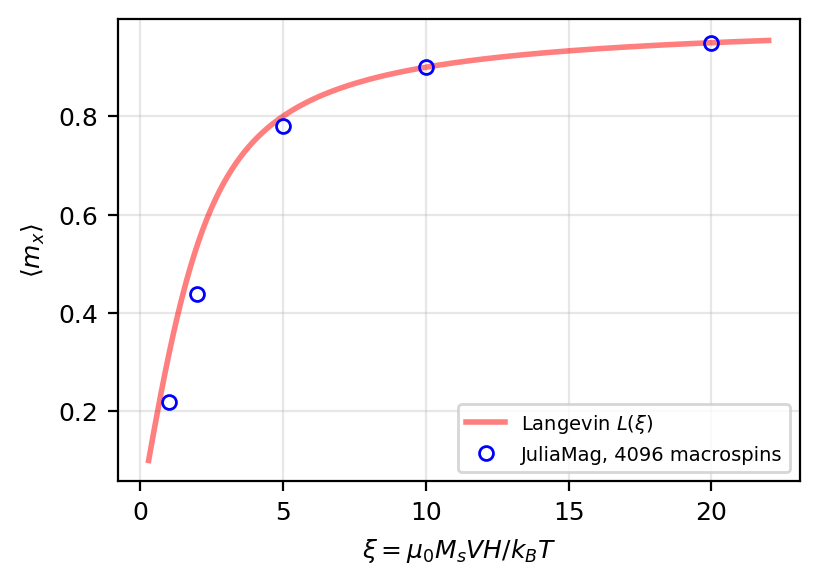 0.8
0.6
0.4
0.2
⟨m_x⟩
Langevin L(ξ)
JuliaMag, 4096 macrospins
0 5 10 15 20
ξ = μ₀M_sVH/k_BT